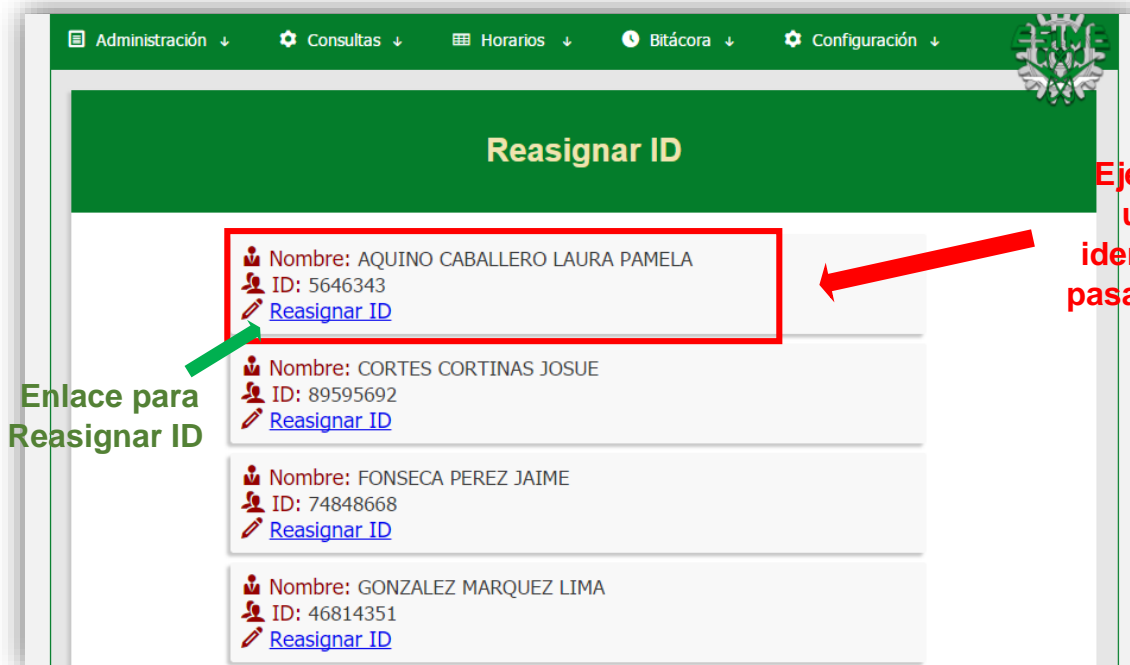 Administración ↓ Consultas ↓ Horarios ↓ Bitácora ↓ Configuración ↓
Reasignar ID
Nombre: AQUINO CABALLERO LAURA PAMELA
ID: 5646343
Reasignar ID
Nombre: CORTES CORTINAS JOSUE
ID: 89595692
Reasignar ID
Nombre: FONSECA PEREZ JAIME
ID: 74848668
Reasignar ID
Nombre: GONZALEZ MARQUEZ LIMA
ID: 46814351
Reasignar ID
Enlace para
Reasignar ID